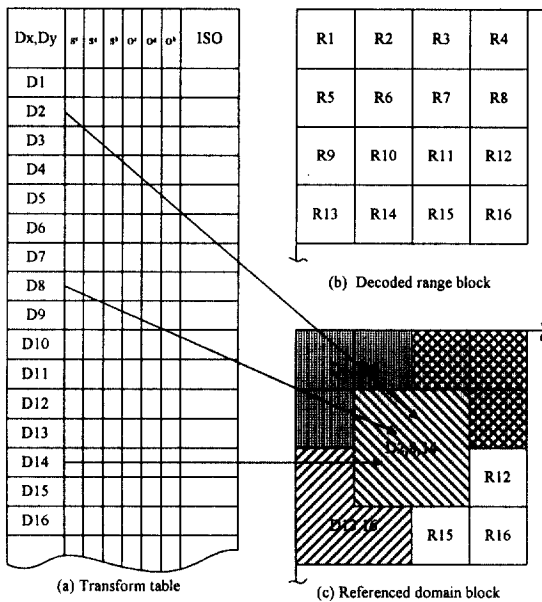 Dx,Dy ISO
D1
D2
D3
D4
D5
D6
D7
D8
D9
D10
D11
D12
D13
D14
D15
D16
(a) Transform table
R1 R2 R3 R4
R5 R6 R7 R8
R9 R10 R11 R12
R13 R14 R15 R16
(b) Decoded range block
R12
R15 R16
(c) Referenced domain block